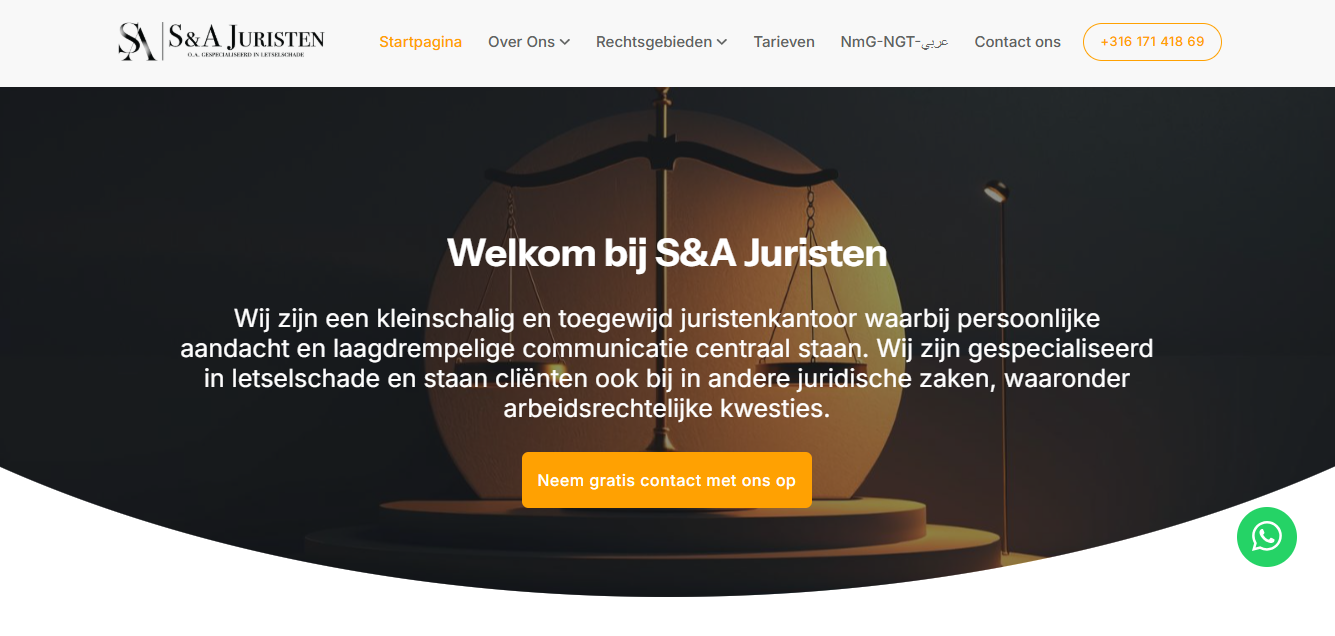 SA S&A JURISTEN
O.A. GESPECIALISEERD IN LETSELSCHADE
Startpagina Over Ons Rechtsgebieden Tarieven NmG-NGT-عربي Contact ons +316 171 418 69
Welkom bij S&A Juristen
Wij zijn een kleinschalig en toegewijd juristenkantoor waarbij persoonlijke
aandacht en laagdrempelige communicatie centraal staan. Wij zijn gespecialiseerd
in letselschade en staan cliënten ook bij in andere juridische zaken, waaronder
arbeidsrechtelijke kwesties.
Neem gratis contact met ons op